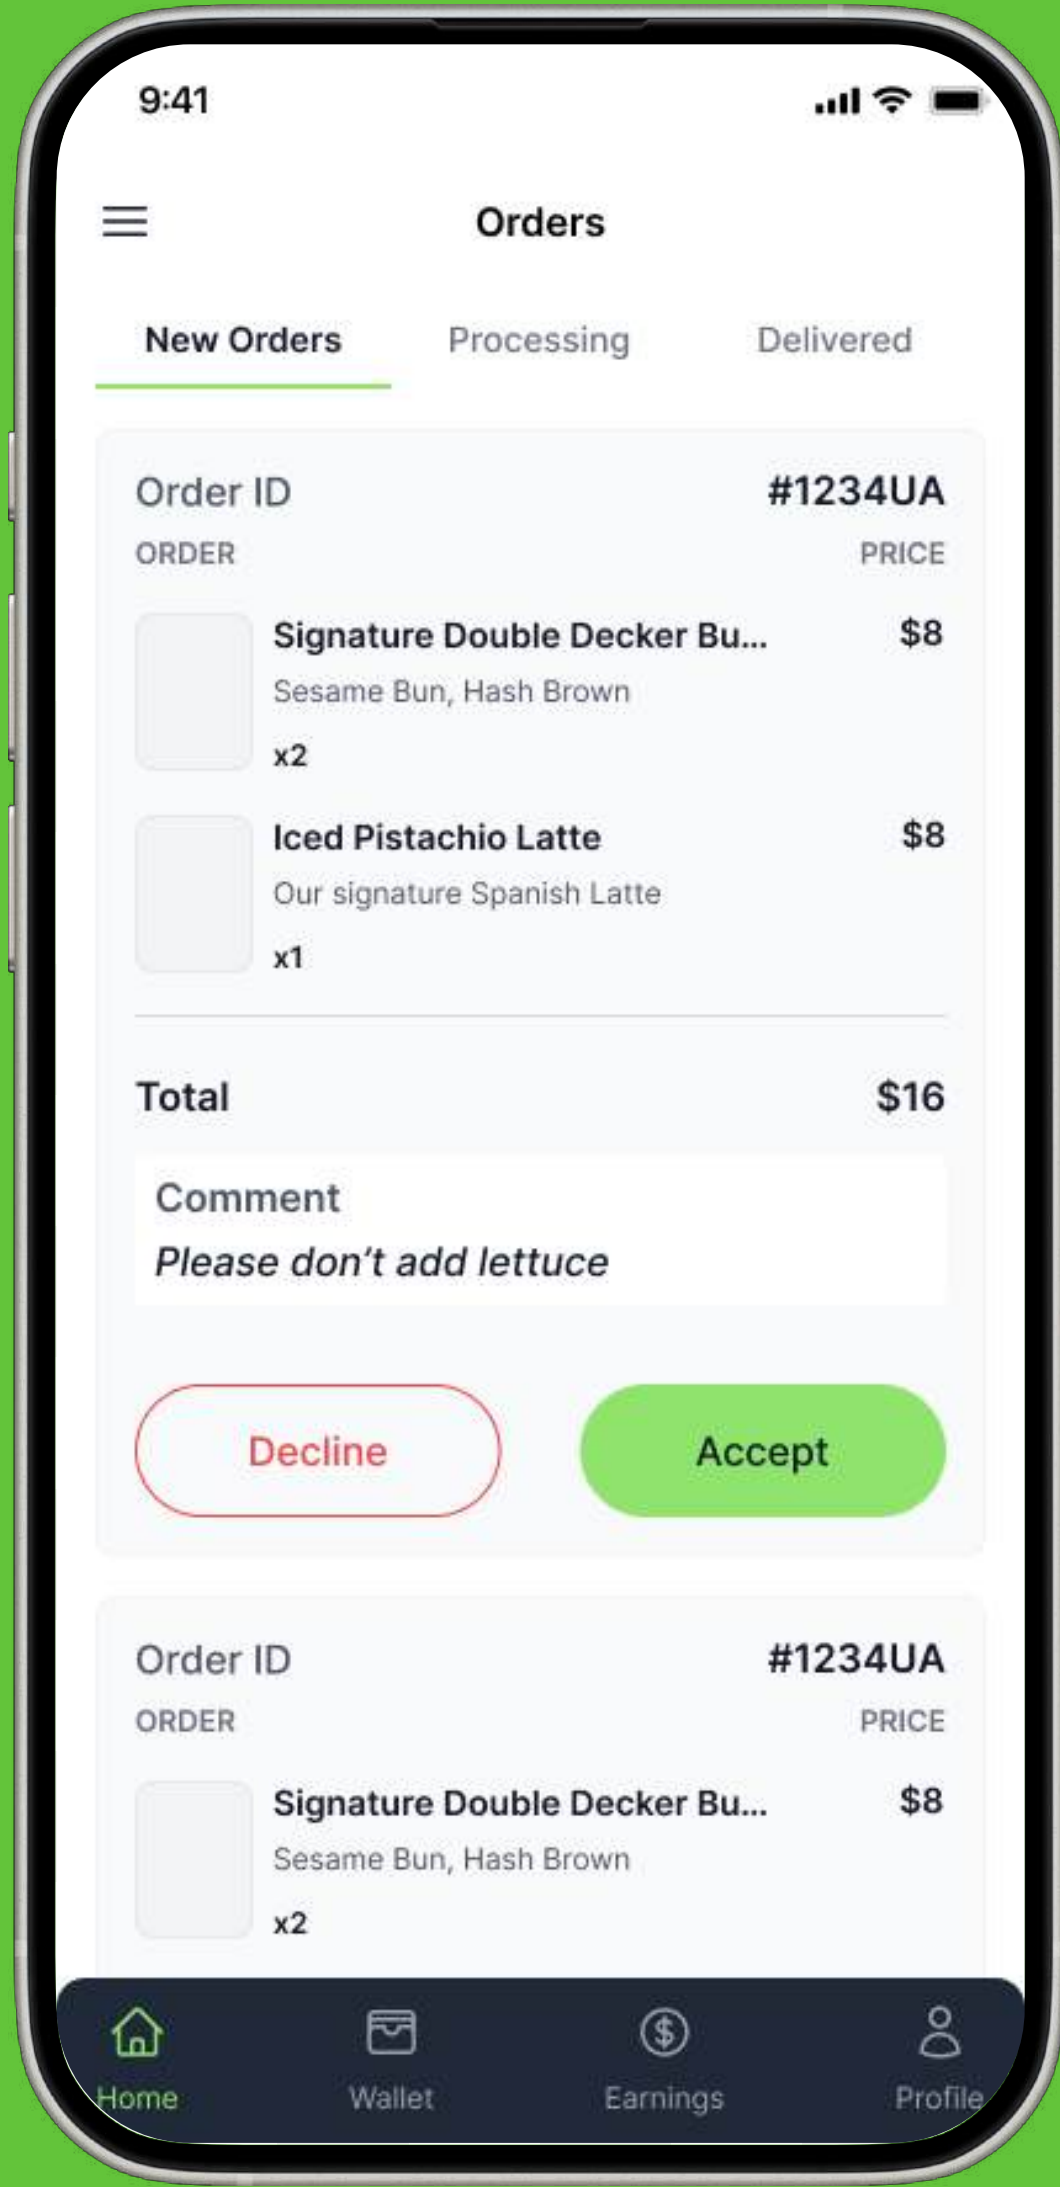 9:41
Orders
New Orders Processing Delivered
Order ID #1234UA
ORDER PRICE
Signature Double Decker Bu... $8
Sesame Bun, Hash Brown
x2
Iced Pistachio Latte $8
Our signature Spanish Latte
x1
Total $16
Comment
Please don't add lettuce
Decline Accept
Order ID #1234UA
ORDER PRICE
Signature Double Decker Bu... $8
Sesame Bun, Hash Brown
x2
Home Wallet Earnings Profile